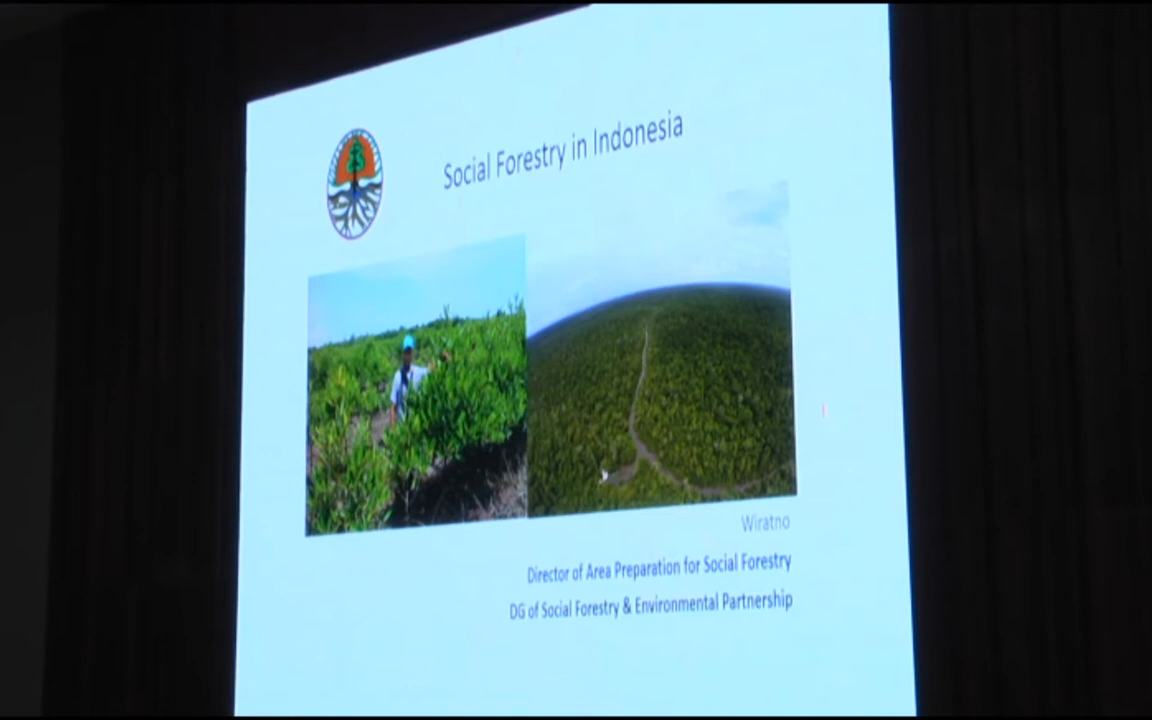 Social Forestry in Indonesia
Wiratno
Director of Area Preparation for Social Forestry
DG of Social Forestry & Environmental Partnership